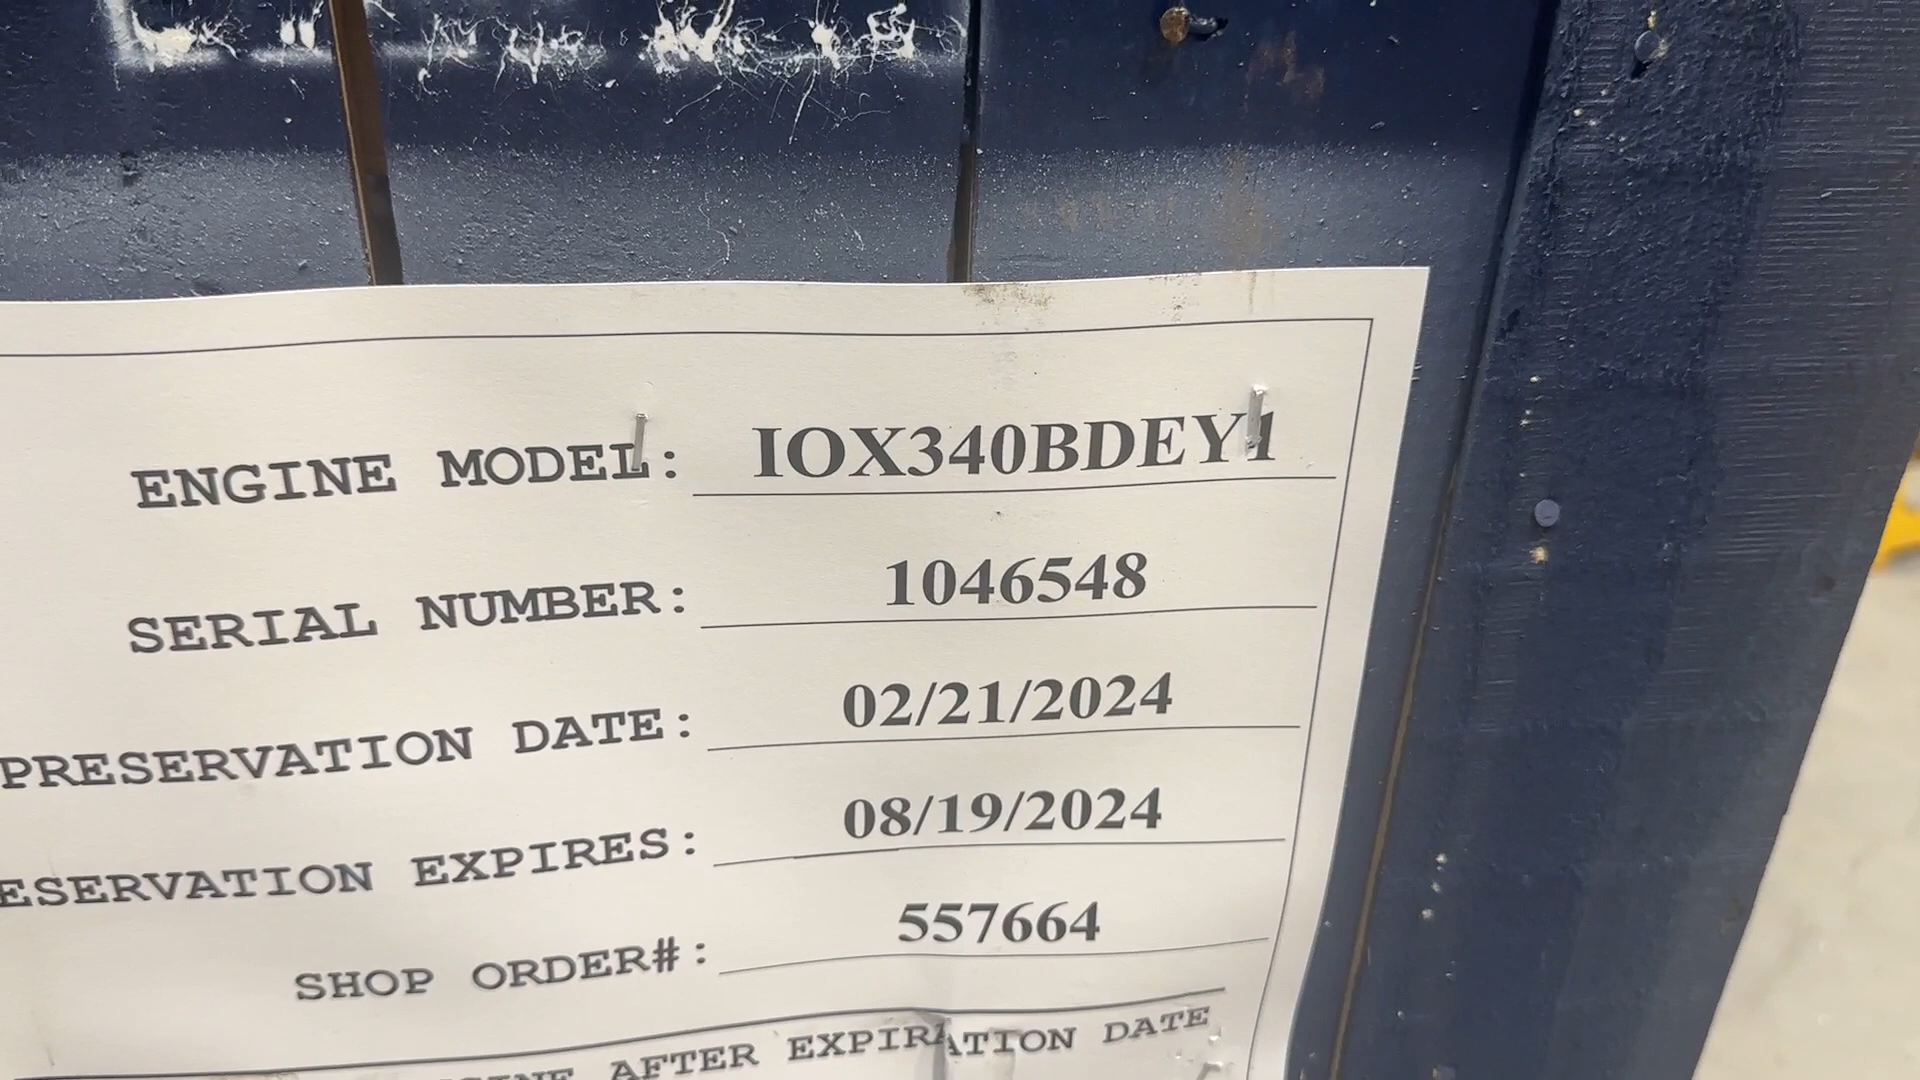 ENGINE MODEL: IOX340BDEY1
SERIAL NUMBER: 1046548
PRESERVATION DATE: 02/21/2024
ESERVATION EXPIRES: 08/19/2024
SHOP ORDER#: 557664
AFTER EXPIRATION DATE